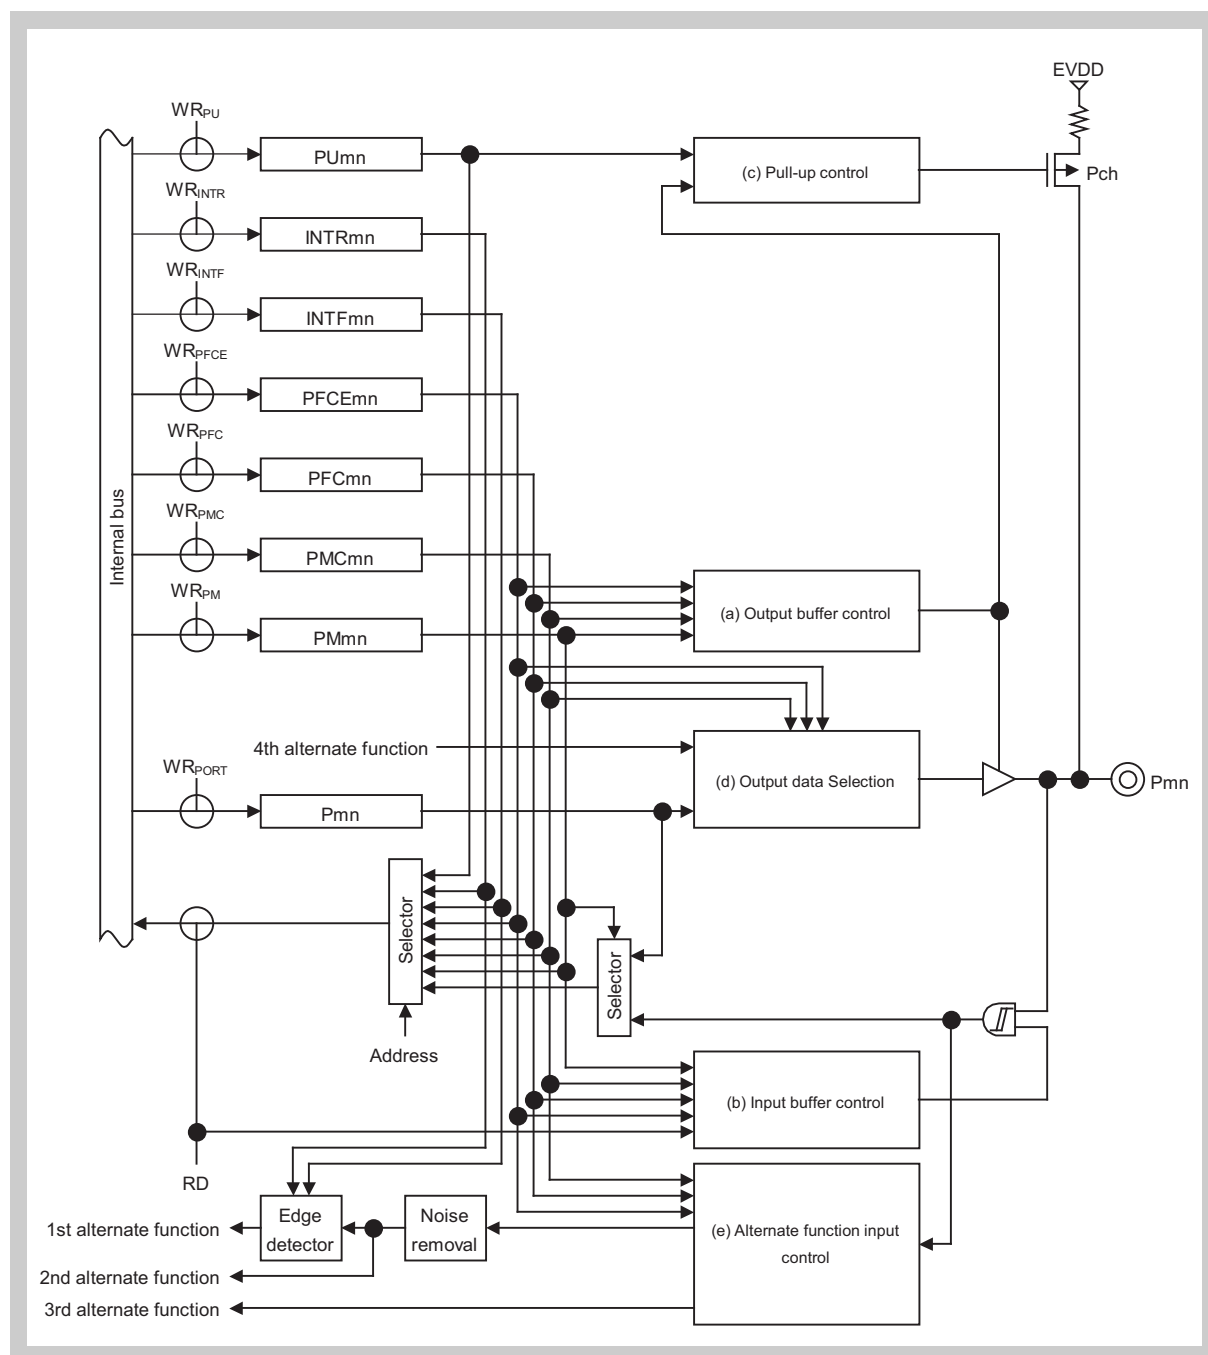 EVDD
WRPU
PUmn
(c) Pull-up control
Pch
WRINTR
INTRmn
WRINTF
INTFmn
WRPFCE
PFCEmn
WRPFC
PFCmn
Internal bus
WRPMC
PMCmn
(a) Output buffer control
WRPM
PMmn
4th alternate function
(d) Output data Selection
Pmn
WRPORT
Pmn
Selector
Selector
Address
(b) Input buffer control
RD
1st alternate function
Edge
detector
Noise
removal
(e) Alternate function input
control
2nd alternate function
3rd alternate function